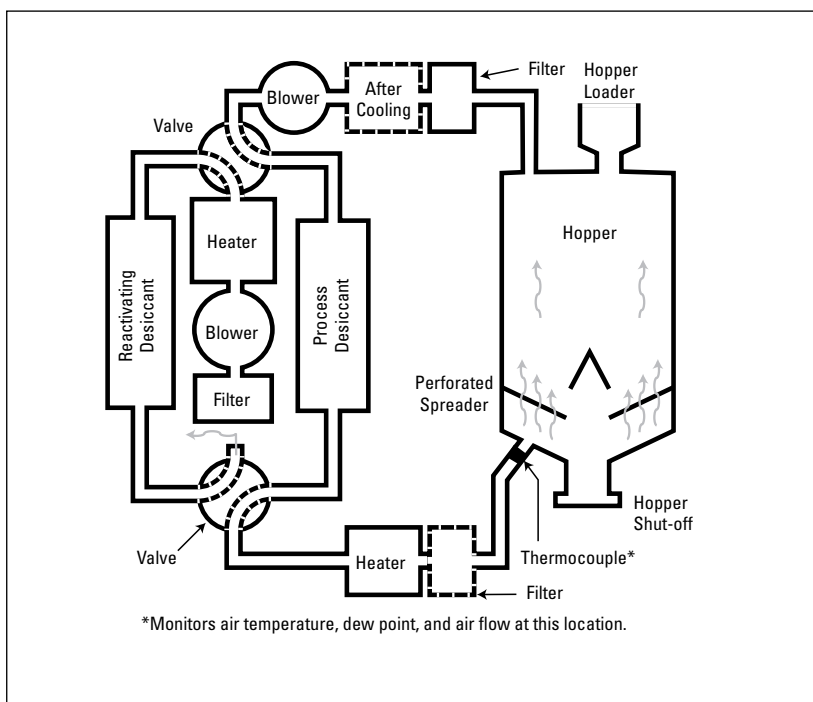 Filter
Hopper
Loader
After
Cooling
Blower
Valve
Heater
Hopper
Reactivating
Desiccant
Process
Desiccant
Blower
Perforated
Spreader
Filter
Hopper
Shut-off
Valve
Heater
Thermocouple*
Filter
*Monitors air temperature, dew point, and air flow at this location.